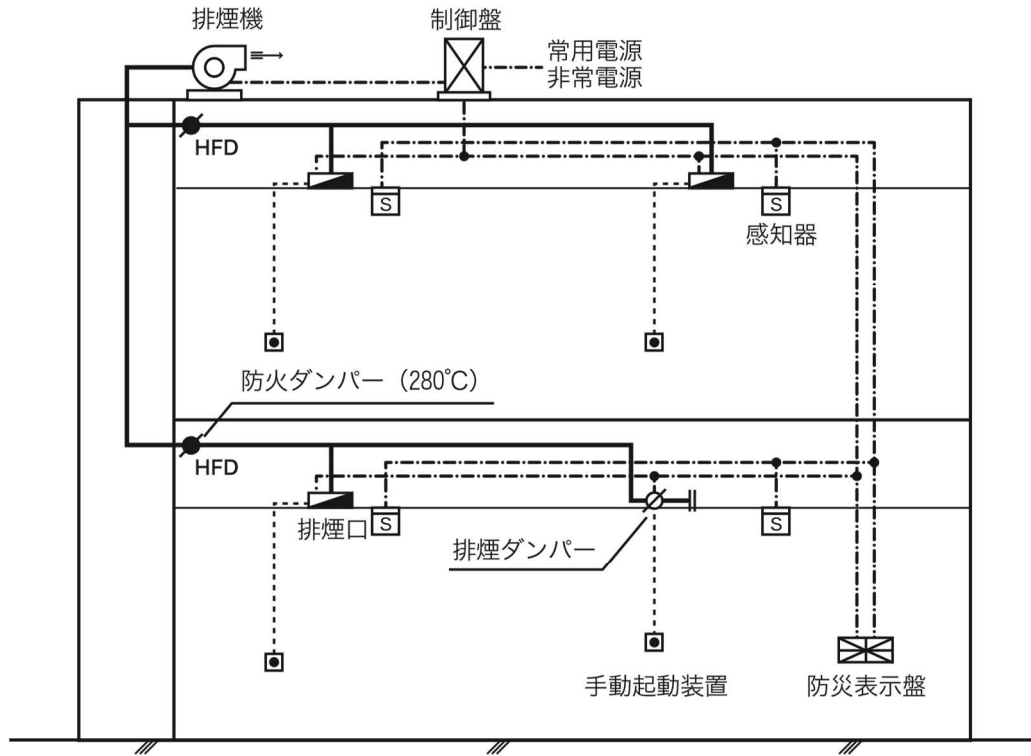 排煙機
制御盤
常用電源
非常電源
HFD
S
S
感知器
防火ダンパー（280℃）
HFD
S
S
排煙口
排煙ダンパー
手動起動装置
防災表示盤